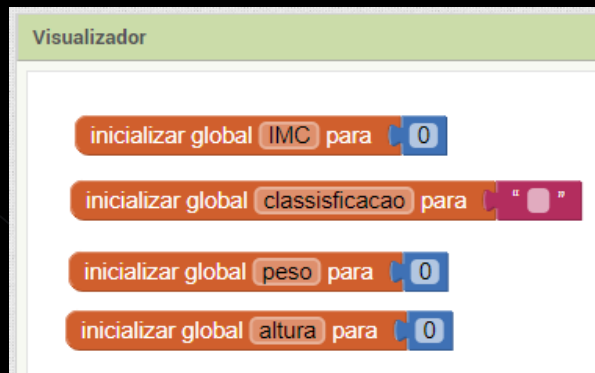 Visualizador
inicializar global IMC para 0
inicializar global classisficacao para “ ”
inicializar global peso para 0
inicializar global altura para 0